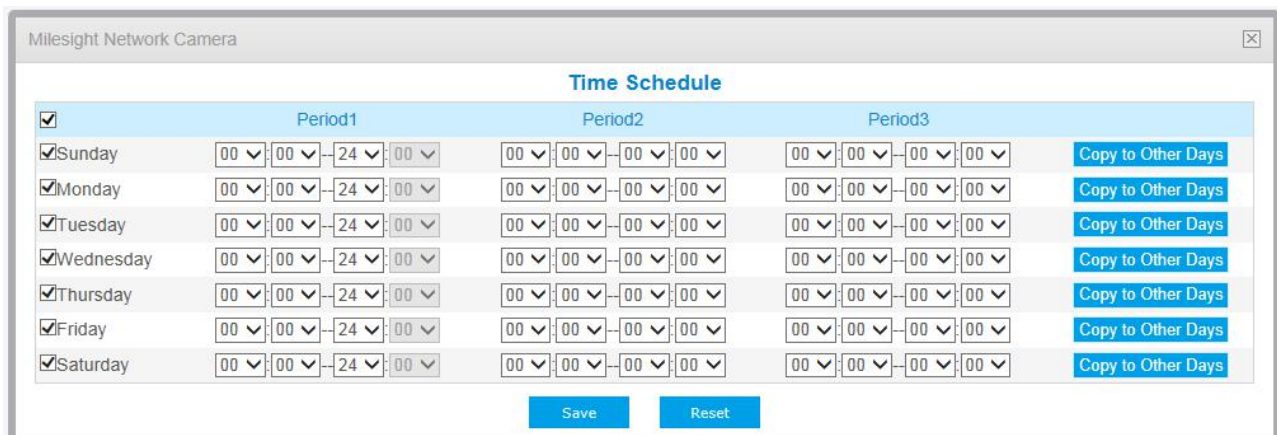 Milesight Network Camera
Time Schedule
Period1 Period2 Period3
Sunday 00:00--24:00 00:00--00:00 00:00--00:00 Copy to Other Days
Monday 00:00--24:00 00:00--00:00 00:00--00:00 Copy to Other Days
Tuesday 00:00--24:00 00:00--00:00 00:00--00:00 Copy to Other Days
Wednesday 00:00--24:00 00:00--00:00 00:00--00:00 Copy to Other Days
Thursday 00:00--24:00 00:00--00:00 00:00--00:00 Copy to Other Days
Friday 00:00--24:00 00:00--00:00 00:00--00:00 Copy to Other Days
Saturday 00:00--24:00 00:00--00:00 00:00--00:00 Copy to Other Days
Save Reset